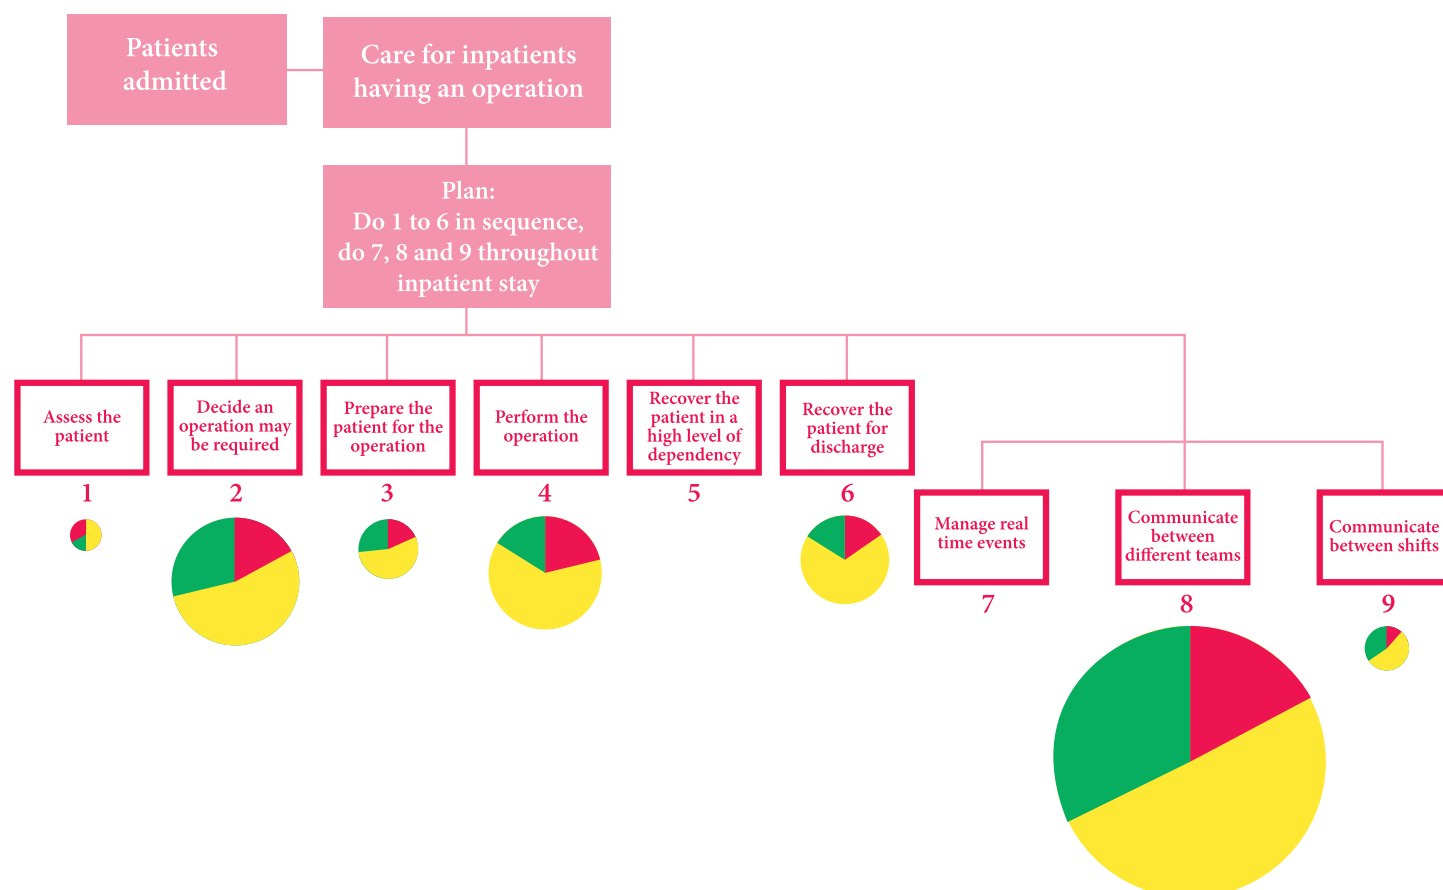 Patients
admitted
Care for inpatients
having an operation
Plan:
Do 1 to 6 in sequence,
do 7, 8 and 9 throughout
inpatient stay
Assess the
patient
1
Decide an
operation may
be required
2
Prepare the
patient for the
operation
3
Perform the
operation
4
Recover the
patient in a
high level of
dependency
5
Recover the
patient for
discharge
6
Manage real
time events
7
Communicate
between
different teams
8
Communicate
between shifts
9